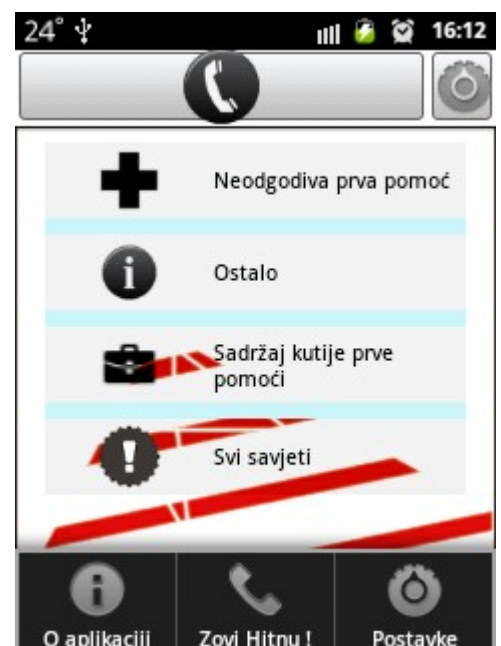 24° 16:12
Neodgodiva prva pomoć
Ostalo
Sadržaj kutije prve
pomoći
Svi savjeti
O aplikaciji Zovi Hitnu ! Postavke